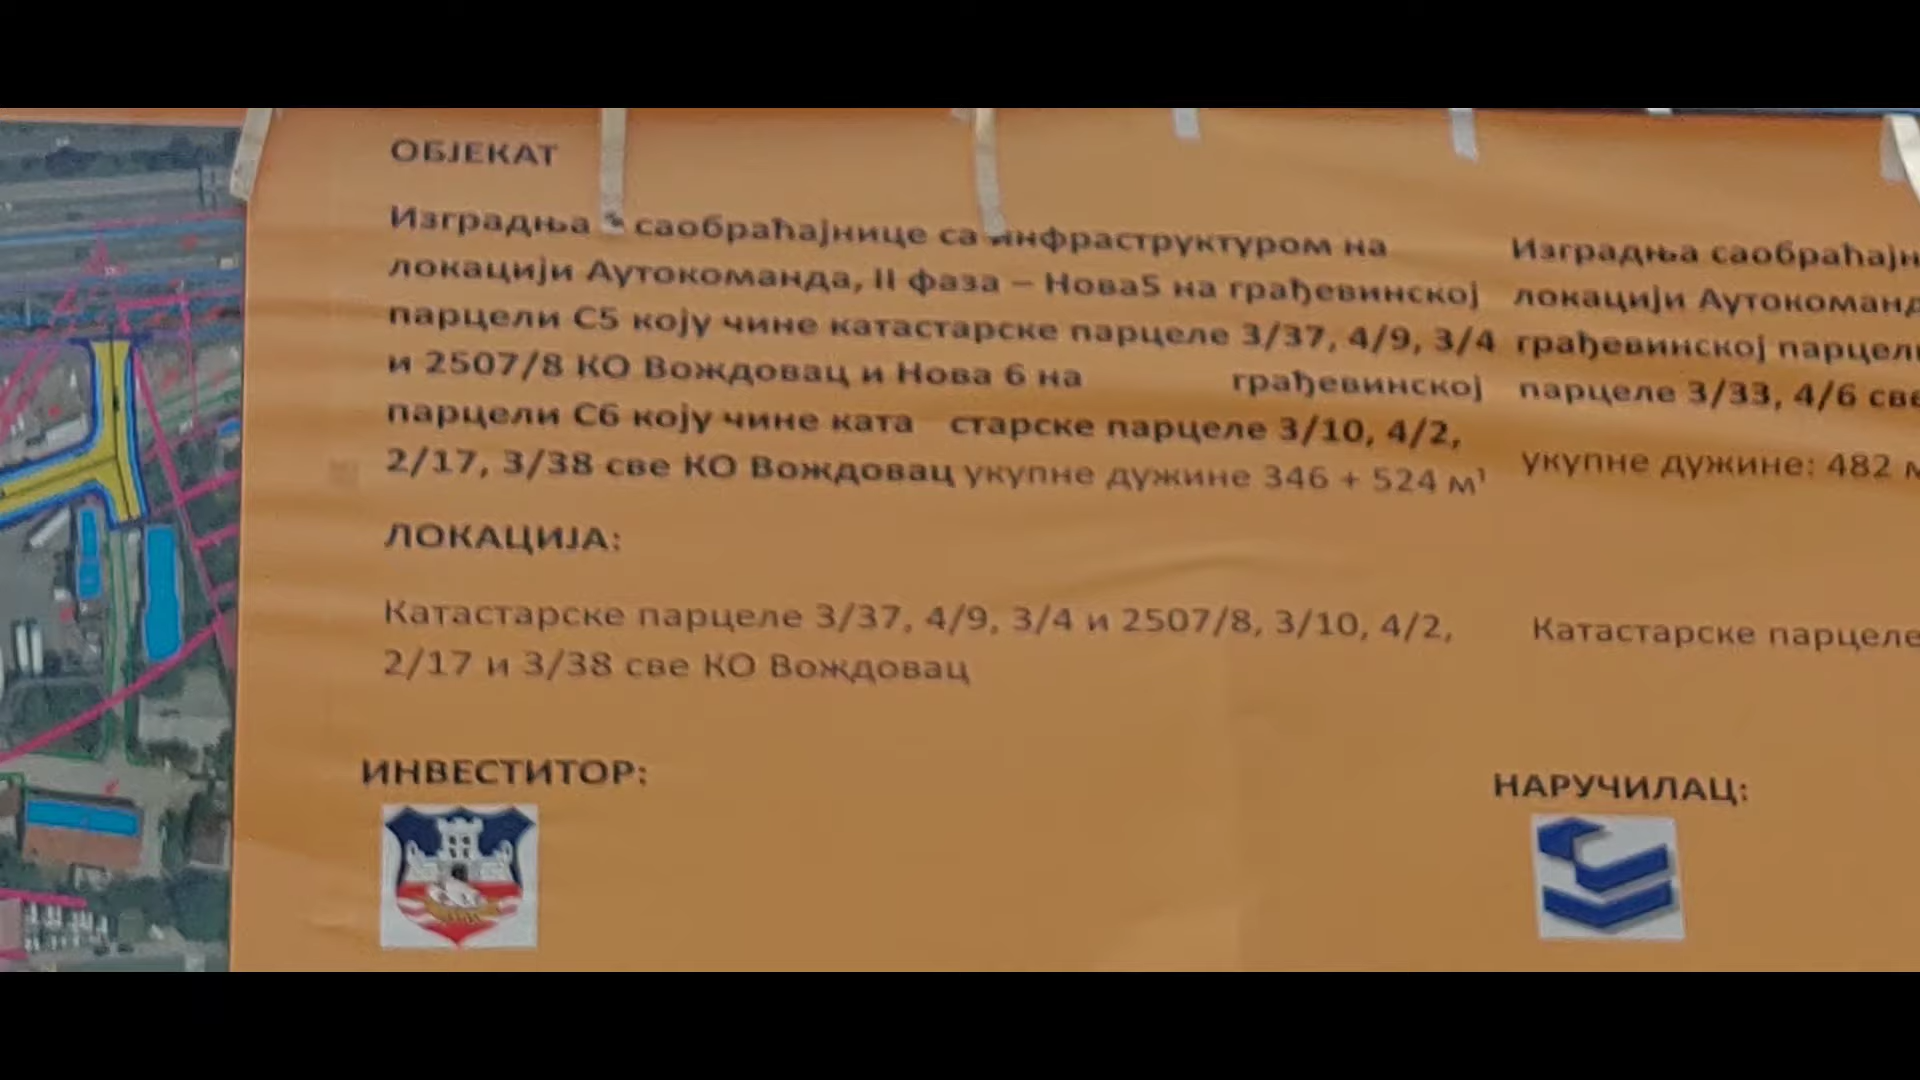 ОБЈЕКАТ
Изградња саобраћајнице са инфраструктуром на
локацији Аутокоманда, II фаза – Нова5 на грађевинској
парцели С5 коју чине катастарске парцеле 3/37, 4/9, 3/4
и 2507/8 КО Вождовац и Нова 6 на грађевинској
парцели С6 коју чине ката старске парцеле 3/10, 4/2,
2/17, 3/38 све КО Вождовац укупне дужине 346 + 524 м¹
ЛОКАЦИЈА:
Катастарске парцеле 3/37, 4/9, 3/4 и 2507/8, 3/10, 4/2,
2/17 и 3/38 све КО Вождовац
ИНВЕСТИТОР:
Изградња саобраћајн
локацији Аутокоманд
грађевинској парцели
парцеле 3/33, 4/6 све
укупне дужине: 482 м
Катастарске парцеле
НАРУЧИЛАЦ: